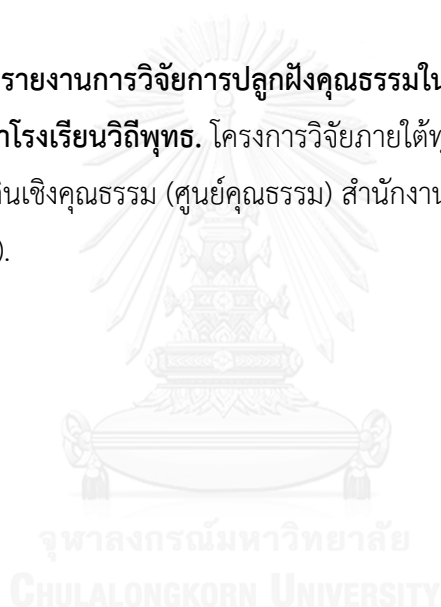 รายงานการวิจัยการปลูกฝังคุณธรรมใน
าโรงเรียนวิถีพุทธ. โครงการวิจัยภายใต้ทุ
ดินเชิงคุณธรรม (ศูนย์คุณธรรม) สำนักงาน
).
จุฬาลงกรณ์มหาวิทยาลัย
CHULALONGKORN UNIVERSITY